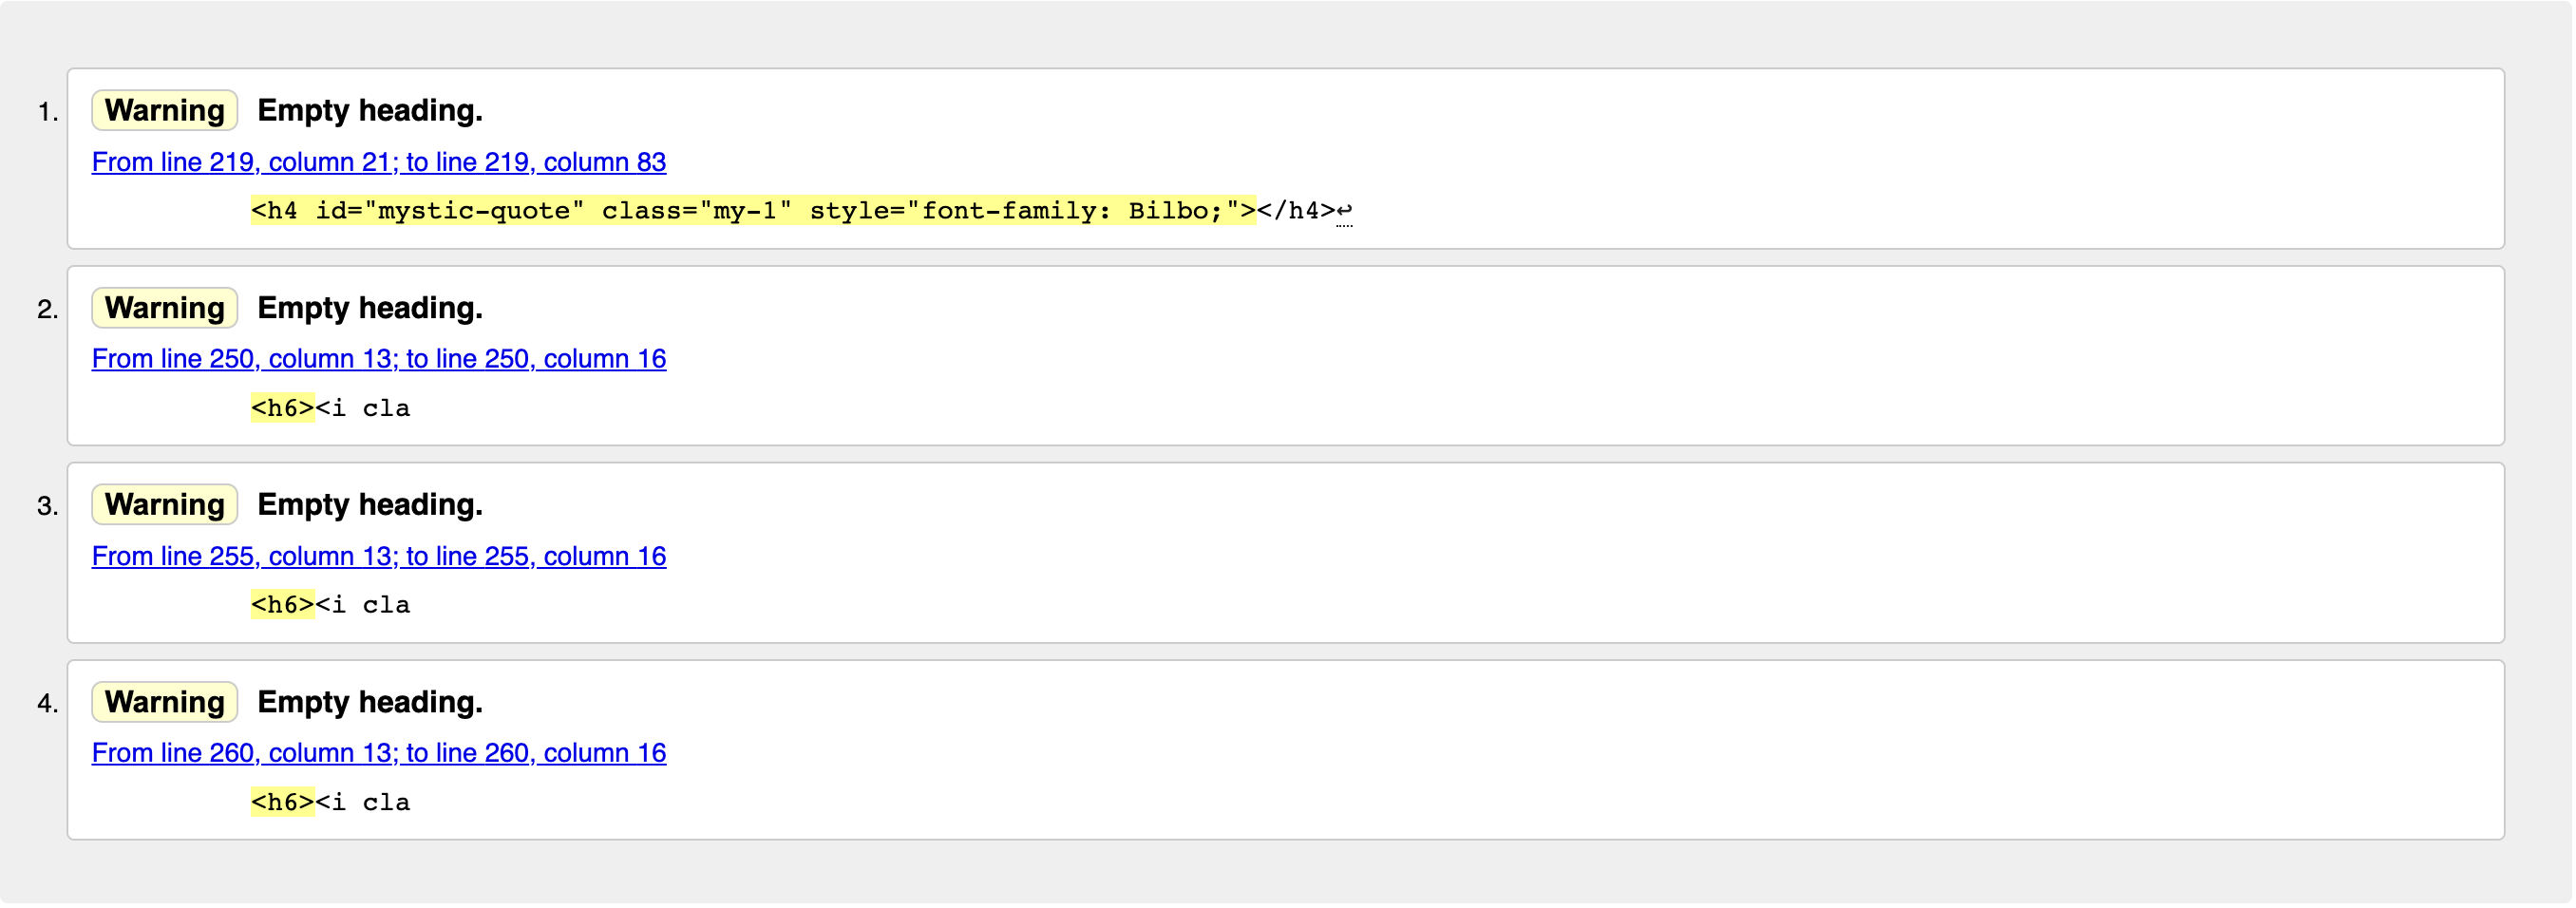 1. Warning Empty heading.
From line 219, column 21; to line 219, column 83
<h4 id="mystic-quote" class="my-1" style="font-family: Bilbo;"></h4>↩
2. Warning Empty heading.
From line 250, column 13; to line 250, column 16
<h6><i cla
3. Warning Empty heading.
From line 255, column 13; to line 255, column 16
<h6><i cla
4. Warning Empty heading.
From line 260, column 13; to line 260, column 16
<h6><i cla